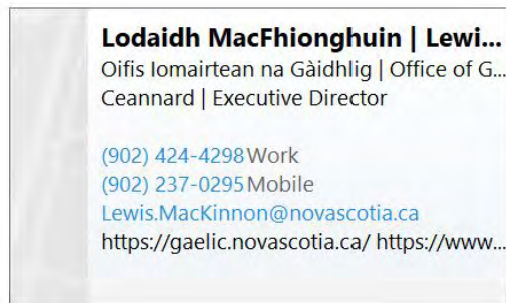 Lodaidh MacFhionghuin | Lewi...
Oifis Iomairtean na Gàidhlig | Office of G...
Ceannard | Executive Director
(902) 424-4298 Work
(902) 237-0295 Mobile
Lewis.MacKinnon@novascotia.ca
https://gaelic.novascotia.ca/ https://www...